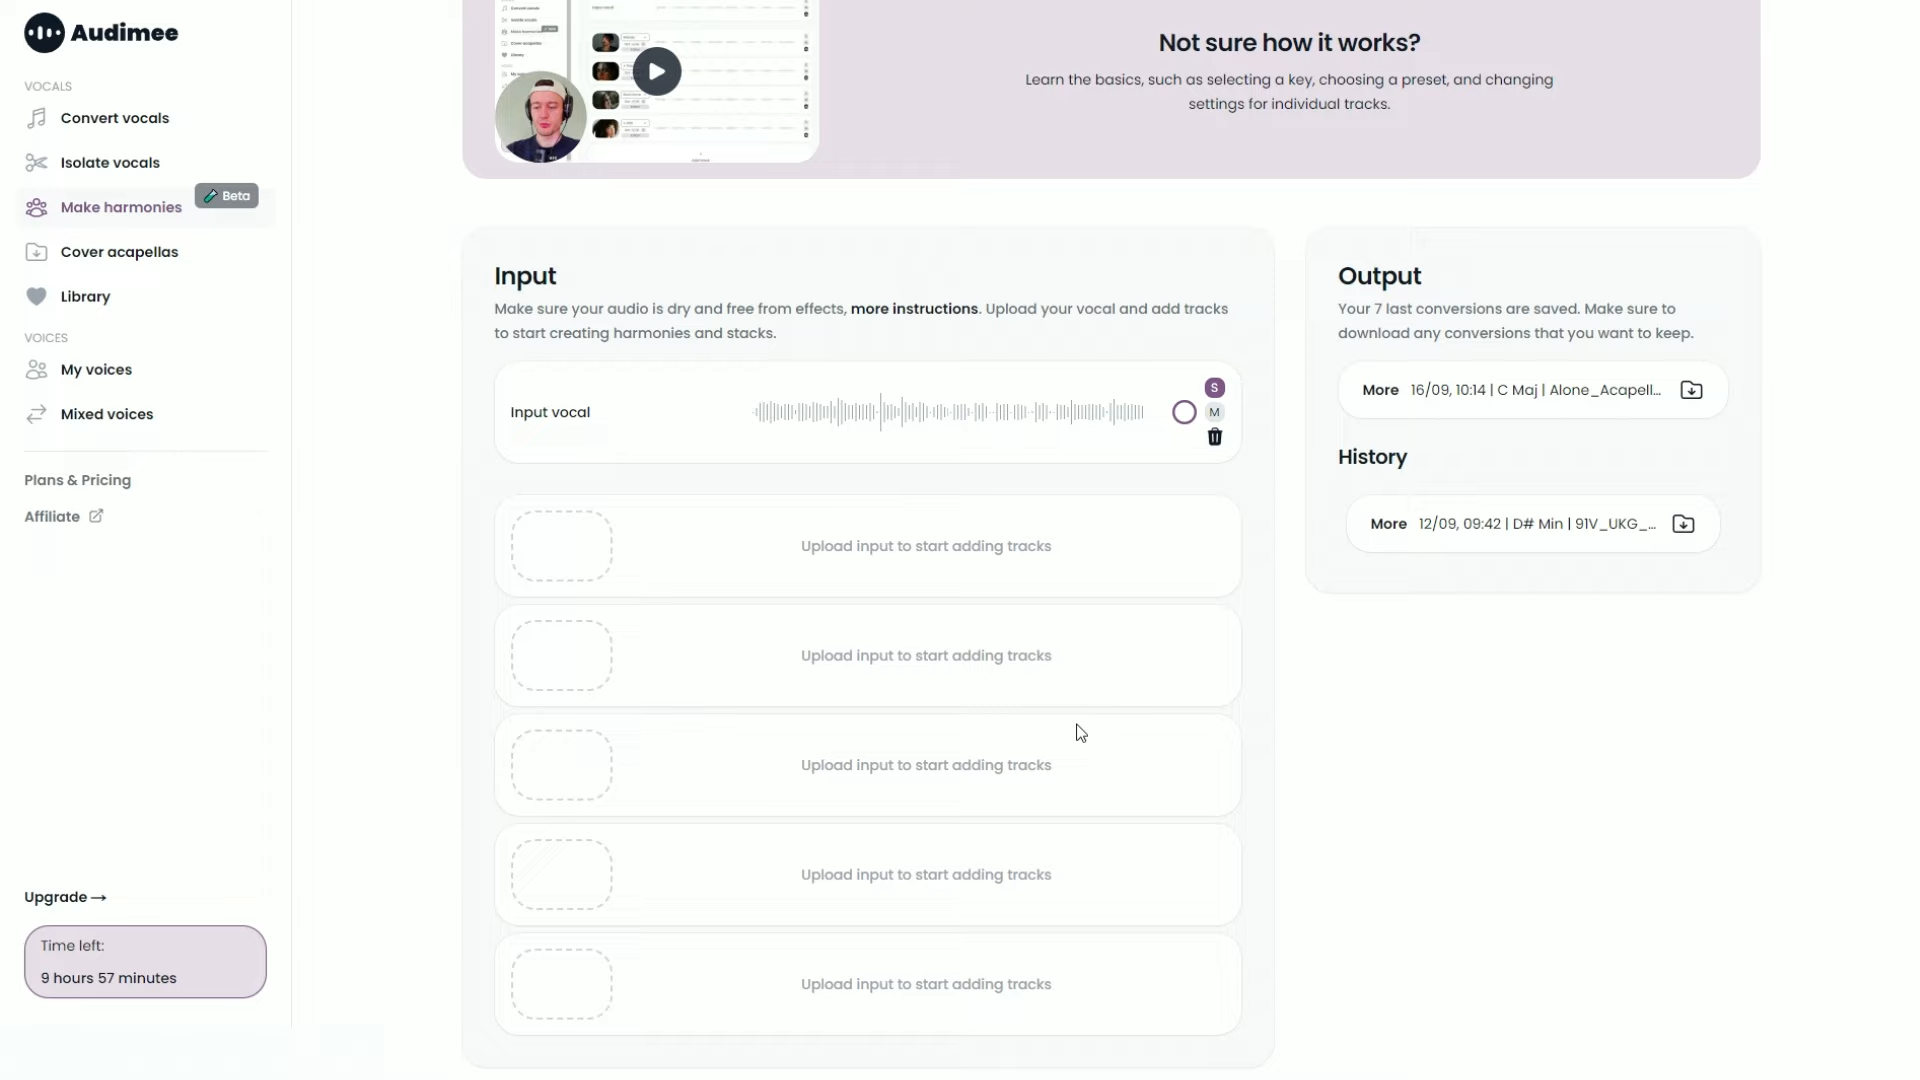 Audimee
VOCALS
Convert vocals
Isolate vocals
Beta
Make harmonies
Cover acapellas
Library
VOICES
My voices
Mixed voices
Plans & Pricing
Affiliate
Upgrade →
Time left:
9 hours 57 minutes
Not sure how it works?
Learn the basics, such as selecting a key, choosing a preset, and changing
settings for individual tracks.
Input
Make sure your audio is dry and free from effects, more instructions. Upload your vocal and add tracks
to start creating harmonies and stacks.
Input vocal
S
M
Upload input to start adding tracks
Upload input to start adding tracks
Upload input to start adding tracks
Upload input to start adding tracks
Upload input to start adding tracks
Output
Your 7 last conversions are saved. Make sure to
download any conversions that you want to keep.
More 16/09, 10:14 | C Maj | Alone_Acapell...
History
More 12/09, 09:42 | D# Min | 91V_UKG_...